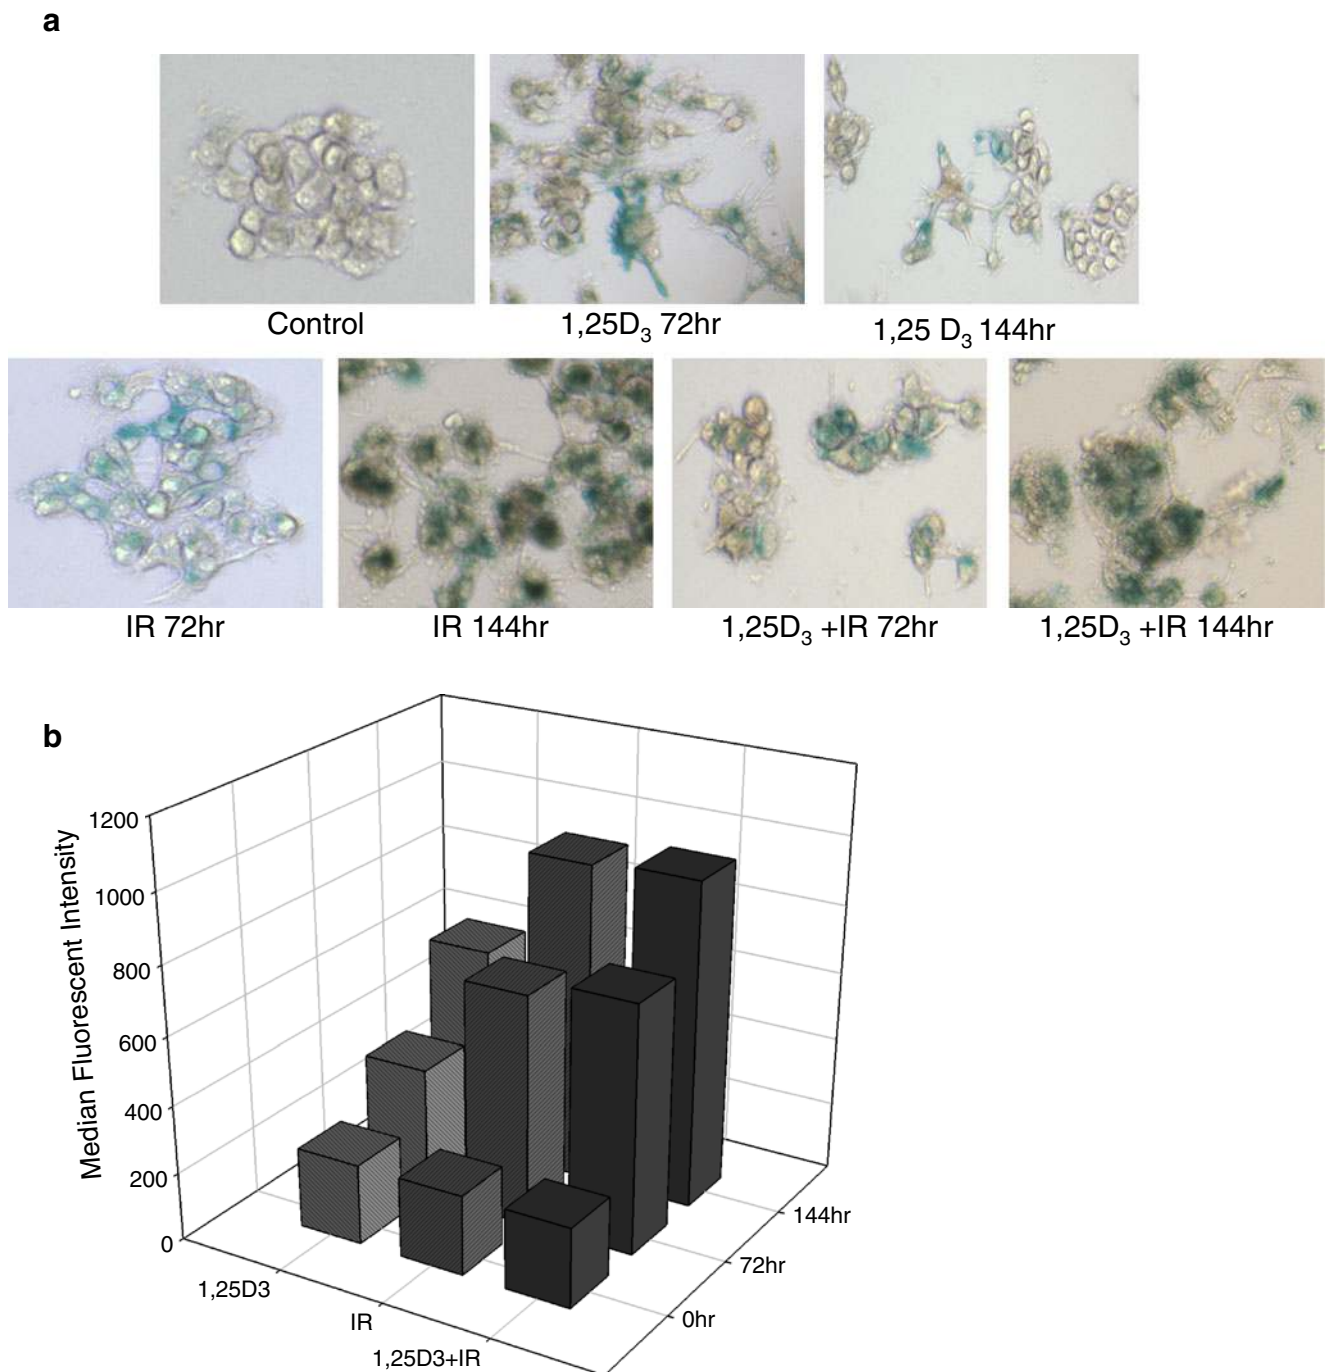 a
Control
1,25D₃ 72hr
1,25 D₃ 144hr
IR 72hr
IR 144hr
1,25D₃ +IR 72hr
1,25D₃ +IR 144hr
b
Median Fluorescent Intensity
1200
1000
800
600
400
200
0
1,25D3
IR
1,25D3+IR
0hr
72hr
144hr